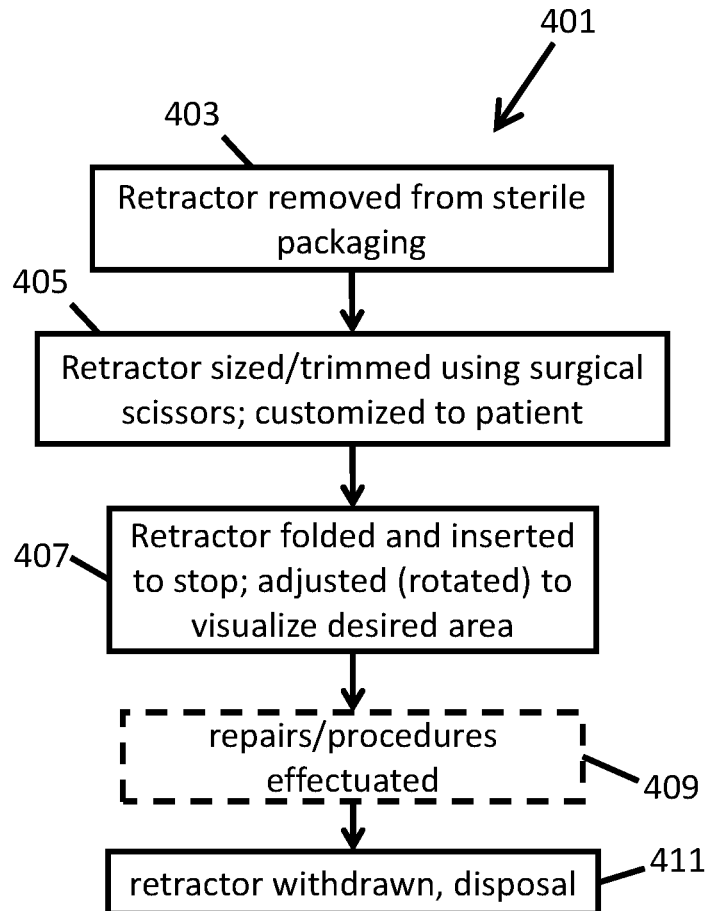 401
403
Retractor removed from sterile
packaging
405
Retractor sized/trimmed using surgical
scissors; customized to patient
407
Retractor folded and inserted
to stop; adjusted (rotated) to
visualize desired area
repairs/procedures
effectuated
409
retractor withdrawn, disposal
411